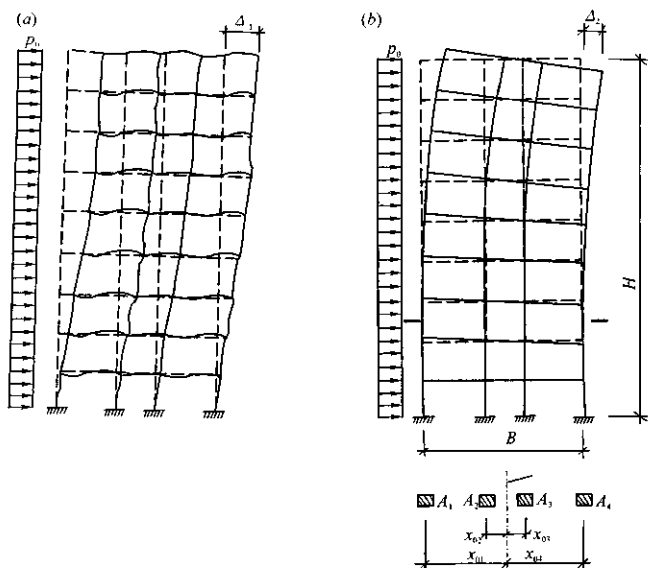 (a)
Δ₁
p₀
(b)
Δ₂
p₀
H
B
A₁ A₂ A₃ A₄
x₀₂ x₀₃
x₀₁ x₀₄